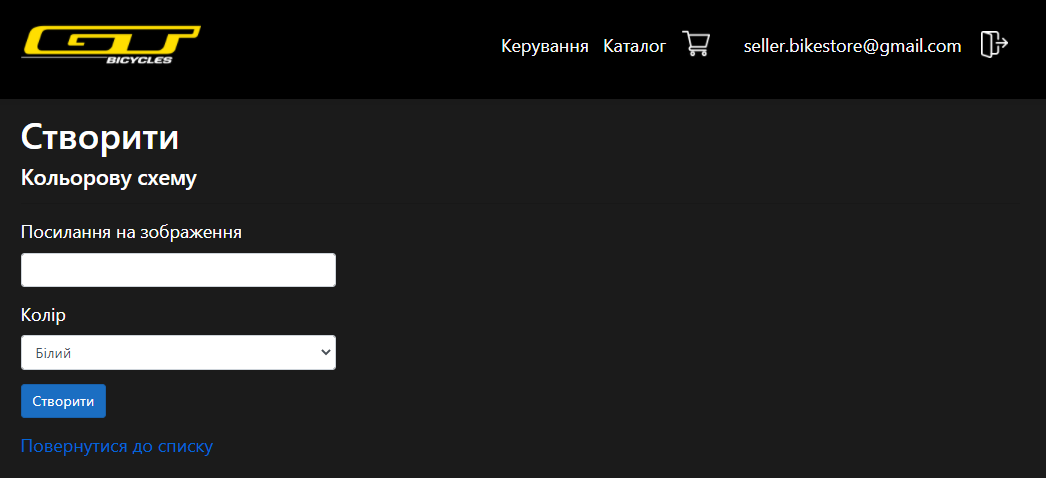 GT
BICYCLES
Керування Каталог seller.bikestore@gmail.com
Створити
Кольорову схему
Посилання на зображення
Колір
Білий
Створити
Повернутися до списку